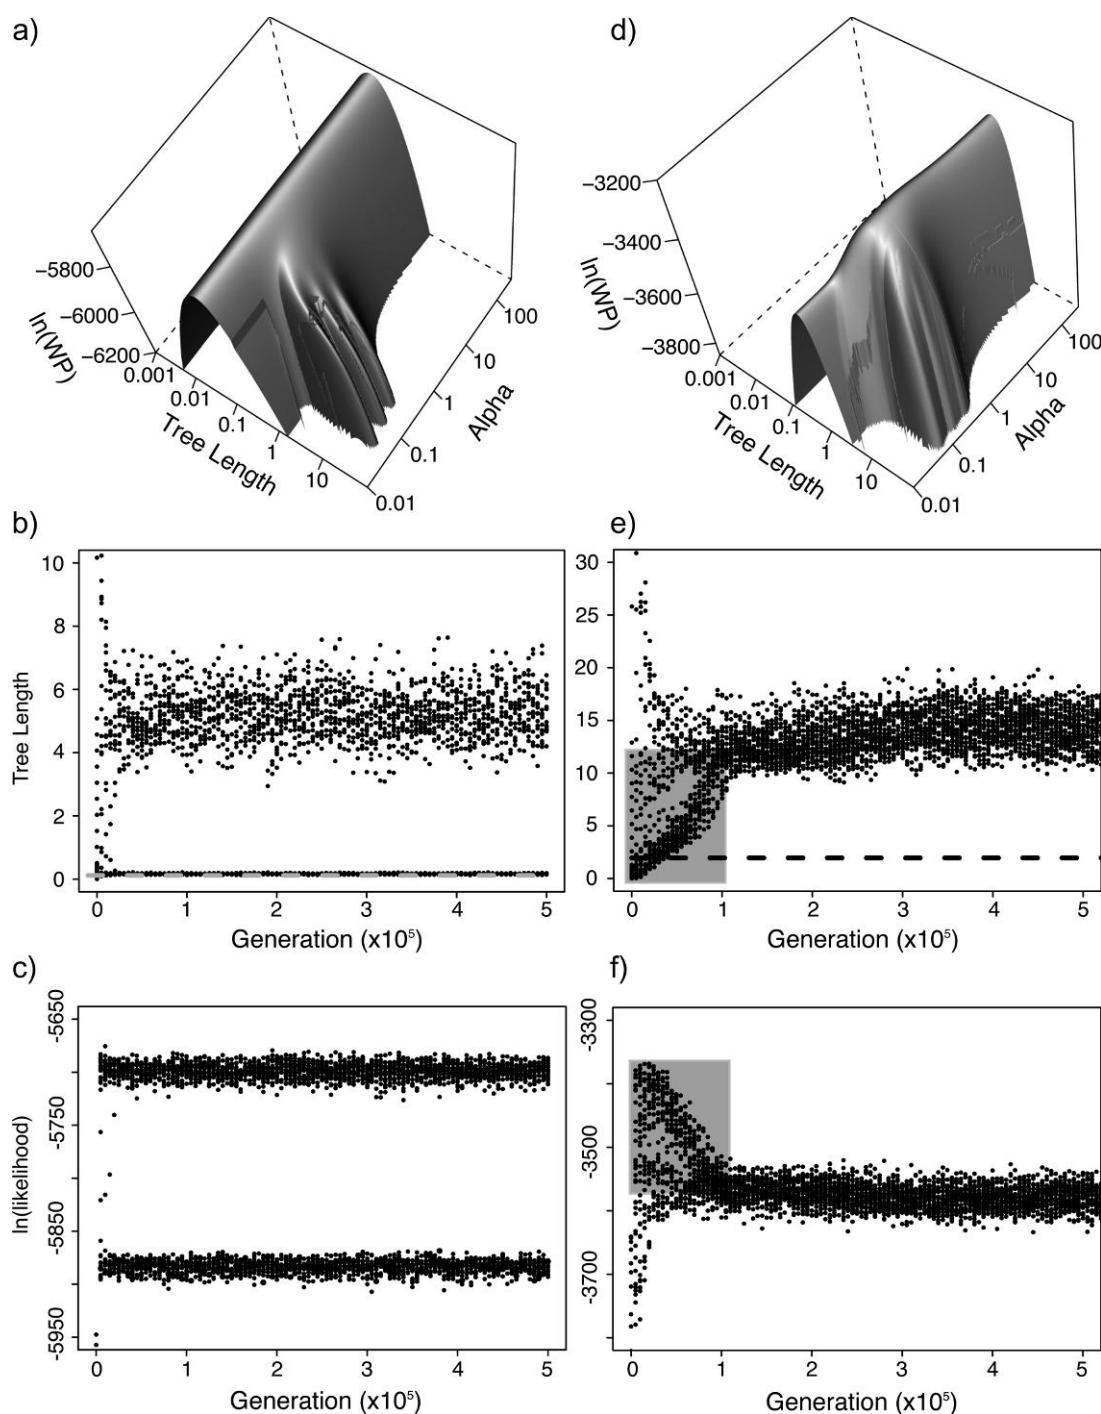 a)
ln(WP)
−5800
−6000
−6200
0.001
0.01
0.1
1
10
Tree Length
0.01
0.1
1
10
100
Alpha
d)
−3200
−3400
−3600
−3800
ln(WP)
0.001
0.01
0.1
1
10
Tree Length
0.01
0.1
1
10
100
Alpha
b)
Tree Length
10
8
6
4
2
0
0 1 2 3 4 5
Generation (x10⁵)
e)
30
25
20
15
10
5
0
0 1 2 3 4 5
Generation (x10⁵)
c)
ln(likelihood)
-5650
-5750
-5850
-5950
0 1 2 3 4 5
Generation (x10⁵)
f)
-3300
-3500
-3700
0 1 2 3 4 5
Generation (x10⁵)